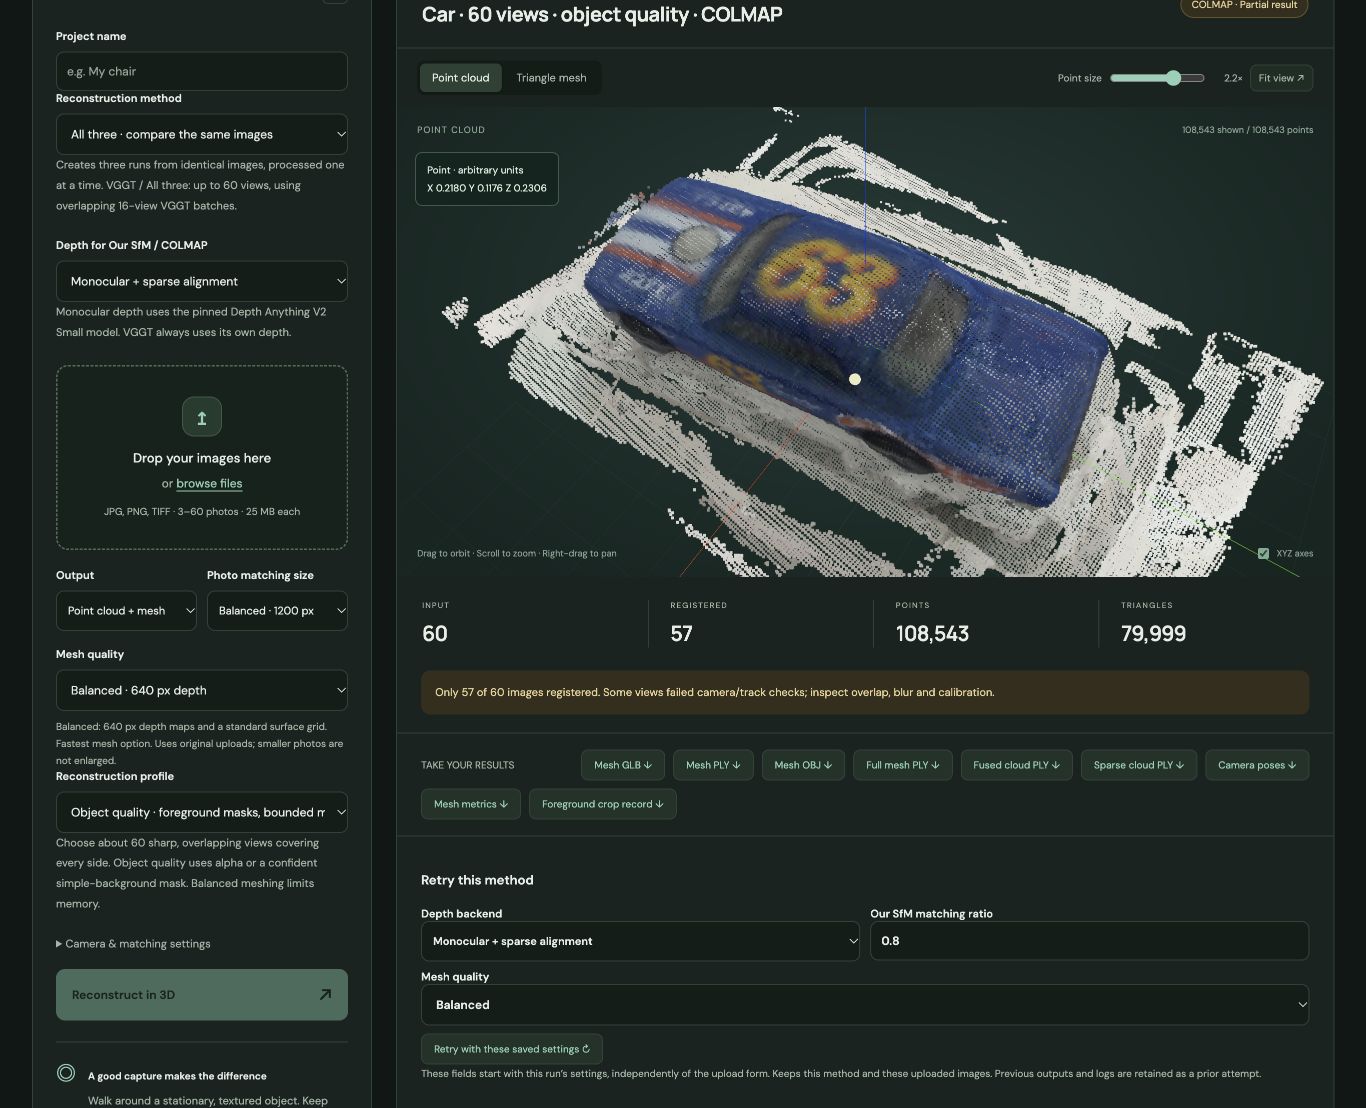 Project name
e.g. My chair
Reconstruction method
All three · compare the same images
Creates three runs from identical images, processed one
at a time. VGGT / All three: up to 60 views, using
overlapping 16-view VGGT batches.
Depth for Our SfM / COLMAP
Monocular + sparse alignment
Monocular depth uses the pinned Depth Anything V2
Small model. VGGT always uses its own depth.
↥
Drop your images here
or browse files
JPG, PNG, TIFF · 3–60 photos · 25 MB each
Output
Photo matching size
Point cloud + mesh
Balanced · 1200 px
Mesh quality
Balanced · 640 px depth
Balanced: 640 px depth maps and a standard surface grid.
Fastest mesh option. Uses original uploads; smaller photos are
not enlarged.
Reconstruction profile
Object quality · foreground masks, bounded m
Choose about 60 sharp, overlapping views covering
every side. Object quality uses alpha or a confident
simple-background mask. Balanced meshing limits
memory.
Camera & matching settings
Reconstruct in 3D
A good capture makes the difference
Walk around a stationary, textured object. Keep
Car · 60 views · object quality · COLMAP
COLMAP · Partial result
Point cloud
Triangle mesh
Point size
2.2×
Fit view ↗
POINT CLOUD
108,543 shown / 108,543 points
Point · arbitrary units
X 0.2180 Y 0.1176 Z 0.2306
63
Drag to orbit · Scroll to zoom · Right-drag to pan
XYZ axes
INPUT
60
REGISTERED
57
POINTS
108,543
TRIANGLES
79,999
Only 57 of 60 images registered. Some views failed camera/track checks; inspect overlap, blur and calibration.
TAKE YOUR RESULTS
Mesh GLB ↓
Mesh PLY ↓
Mesh OBJ ↓
Full mesh PLY ↓
Fused cloud PLY ↓
Sparse cloud PLY ↓
Camera poses ↓
Mesh metrics ↓
Foreground crop record ↓
Retry this method
Depth backend
Our SfM matching ratio
Monocular + sparse alignment
0.8
Mesh quality
Balanced
Retry with these saved settings ↻
These fields start with this run's settings, independently of the upload form. Keeps this method and these uploaded images. Previous outputs and logs are retained as a prior attempt.